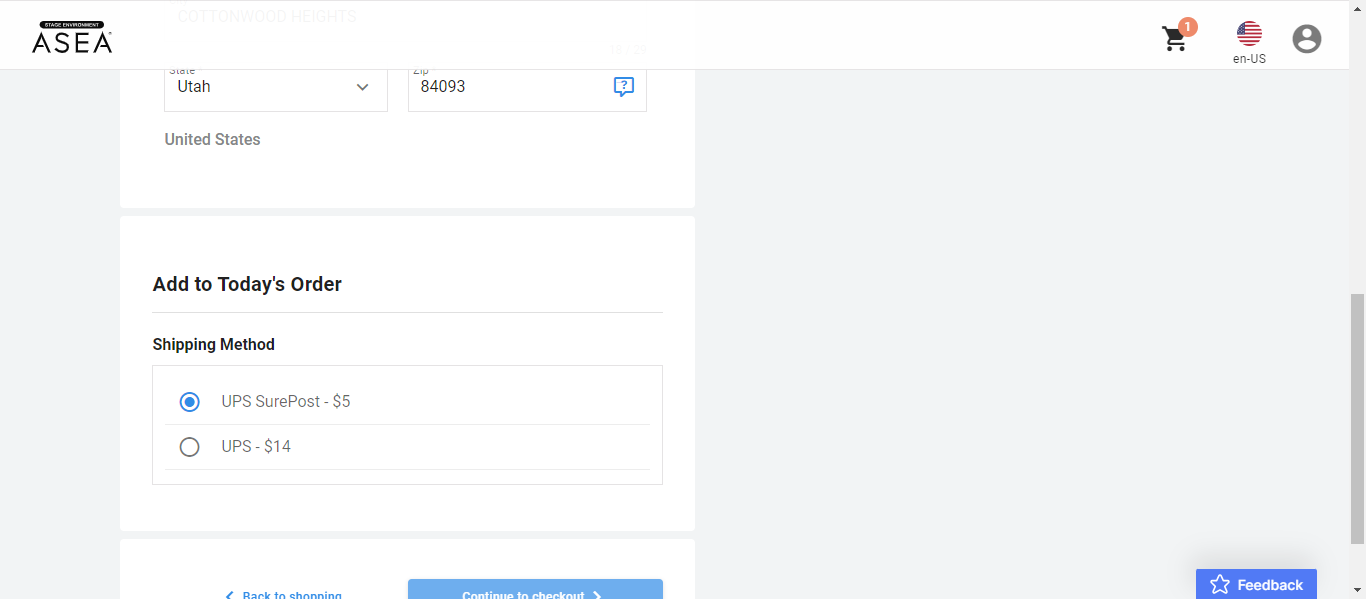 COTTONWOOD HEIGHTS
STAGE ENVIRONMENT
ASEA
1
en-US
State
Zip
Utah
84093
United States
Add to Today's Order
Shipping Method
UPS SurePost - $5
UPS - $14
Back to shopping
Continue to checkout
Feedback